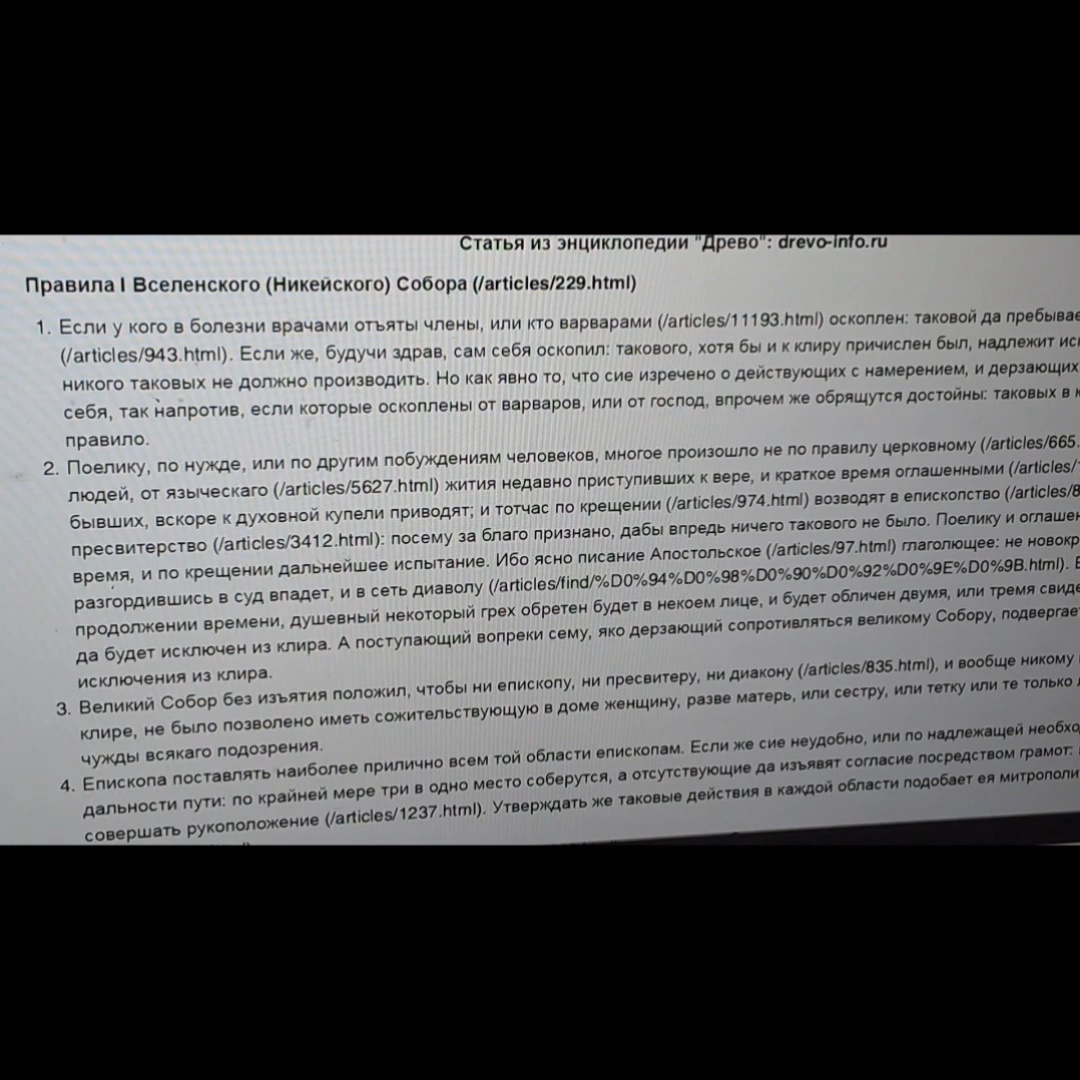 Статья из энциклопедии "Древо": drevo-info.ru
Правила I Вселенского (Никейского) Собора (/articles/229.html)
1. Если у кого в болезни врачами отъяты члены, или кто варварами (/articles/11193.html) оскоплен: таковой да пребывае
(/articles/943.html). Если же, будучи здрав, сам себя оскопил: такового, хотя бы и к клиру причислен был, надлежит ис
никого таковых не должно производить. Но как явно то, что сие изречено о действующих с намерением, и дерзающих
себя, так напротив, если которые оскоплены от варваров, или от господ, впрочем же обрящутся достойны: таковых в
правило.
2. Поелику, по нужде, или по другим побуждениям человеков, многое произошло не по правилу церковному (/articles/665.
людей, от языческаго (/articles/5627.html) жития недавно приступивших к вере, и краткое время оглашенными (/articles/
бывших, вскоре к духовной купели приводят; и тотчас по крещении (/articles/974.html) возводят в епископство (/articles/8
пресвитерство (/articles/3412.html): посему за благо признано, дабы впредь ничего такового не было. Поелику и оглашен
время, и по крещении дальнейшее испытание. Ибо ясно писание Апостольское (/articles/97.html) глаголющее: не новокр
разгордившись в суд впадет, и в сеть диаволу (/articles/find/%D0%94%D0%98%D0%90%D0%92%D0%9E%D0%9B.html).
продолжении времени, душевный некоторый грех обретен будет в некоем лице, и будет обличен двумя, или тремя свиде
да будет исключен из клира. А поступающий вопреки сему, яко дерзающий сопротивляться великому Собору, подвергае
исключения из клира.
3. Великий Собор без изъятия положил, чтобы ни епископу, ни пресвитеру, ни диакону (/articles/835.html), и вообще никому
клире, не было позволено иметь сожительствующую в доме женщину, разве матерь, или сестру, или тетку или те только
чужды всякаго подозрения.
4. Епископа поставлять наиболее прилично всем той области епископам. Если же сие неудобно, или по надлежащей необхо
дальности пути: по крайней мере три в одно место соберутся, а отсутствующие да изъявят согласие посредством грамот:
совершать рукоположение (/articles/1237.html). Утверждать же таковые действия в каждой области подобает ея митрополи